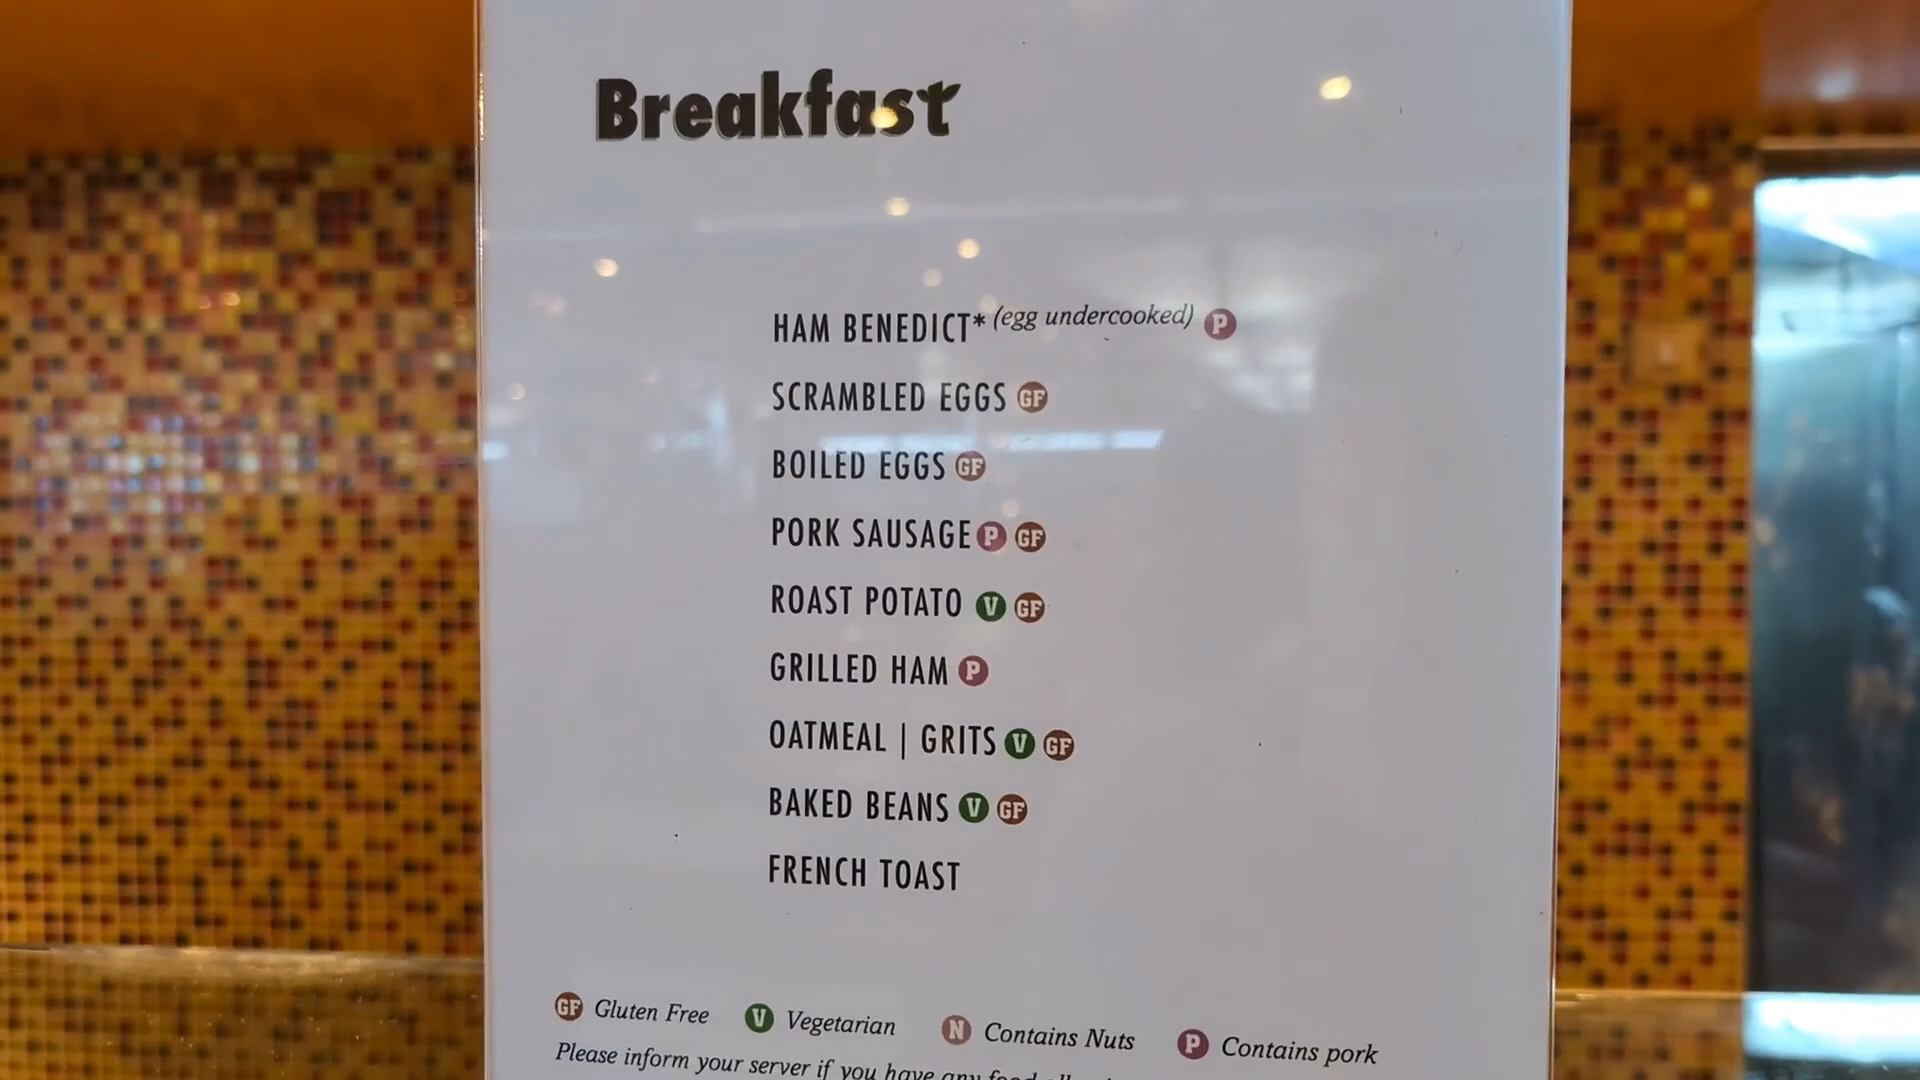 Breakfast
HAM BENEDICT* (egg undercooked) P
SCRAMBLED EGGS GF
BOILED EGGS GF
PORK SAUSAGE P GF
ROAST POTATO V GF
GRILLED HAM P
OATMEAL | GRITS V GF
BAKED BEANS V GF
FRENCH TOAST
GF Gluten Free V Vegetarian N Contains Nuts P Contains pork
Please inform your server if you have any food